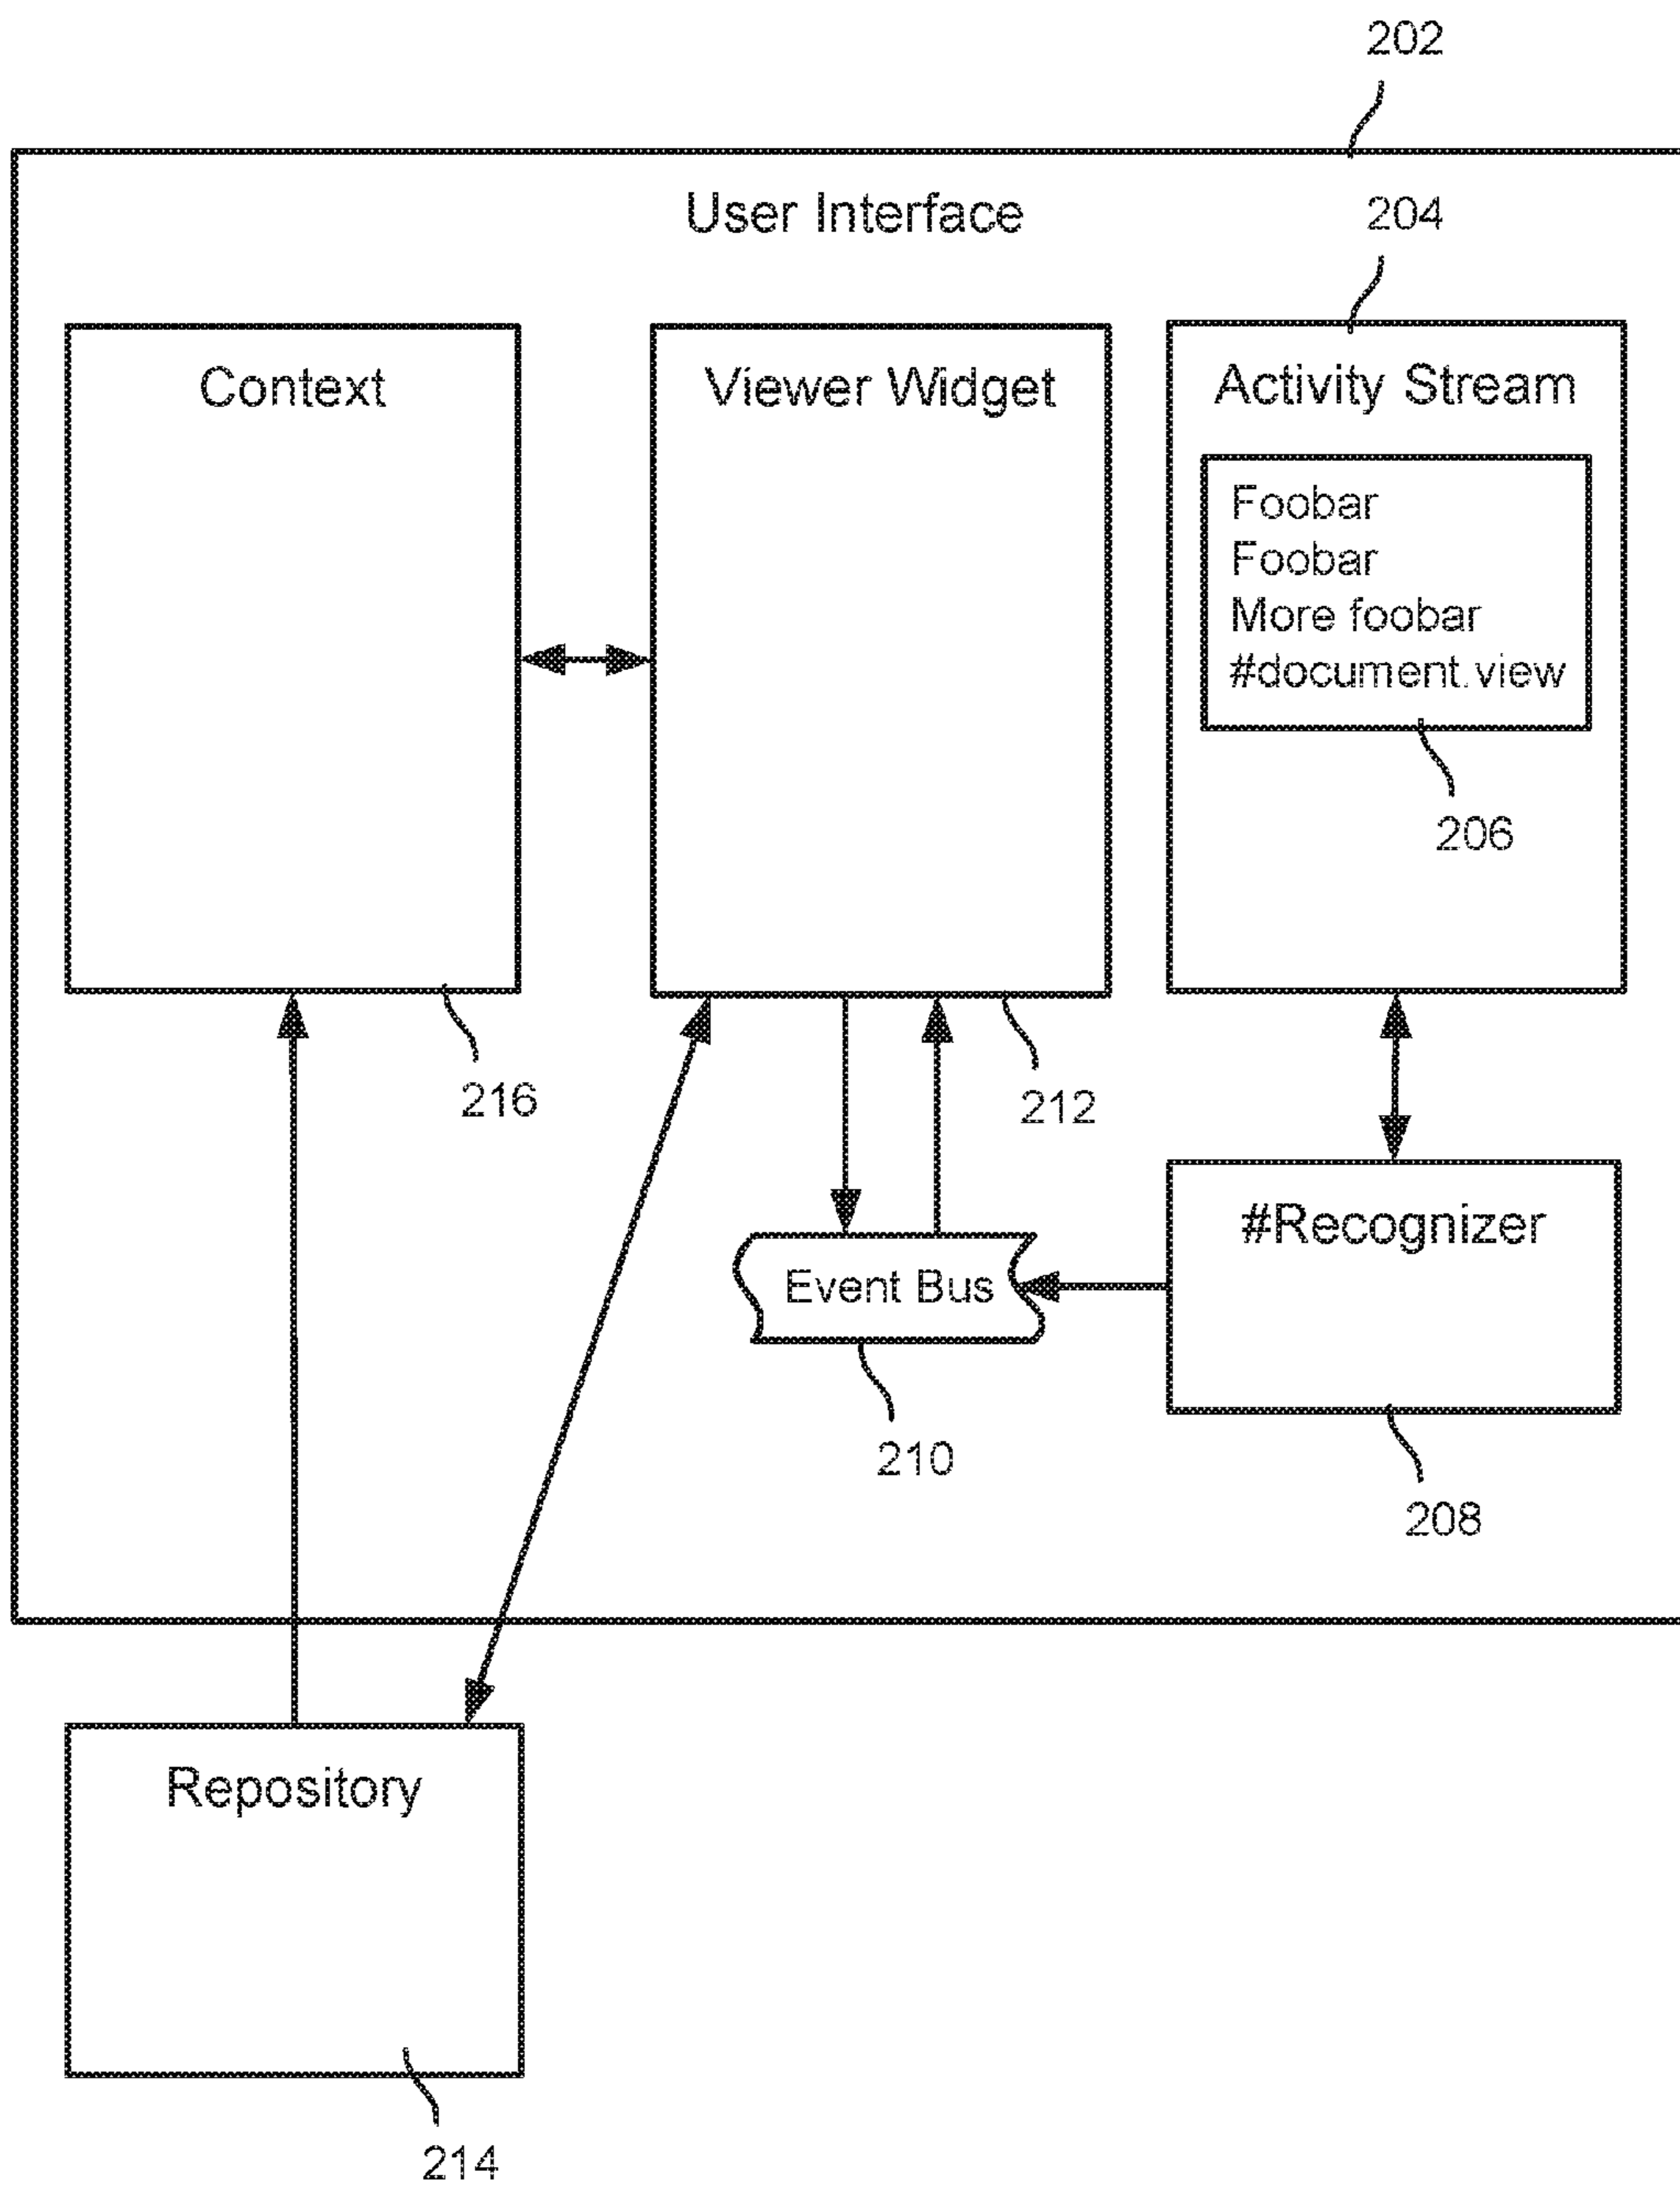 202
User Interface
204
Context
Viewer Widget
Activity Stream
Foobar
Foobar
More foobar
#document.view
206
216
212
#Recognizer
Event Bus
210
208
Repository
214